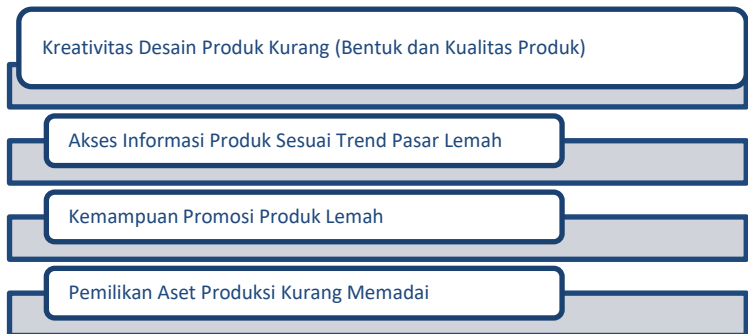 Kreativitas Desain Produk Kurang (Bentuk dan Kualitas Produk)
Akses Informasi Produk Sesuai Trend Pasar Lemah
Kemampuan Promosi Produk Lemah
Pemilikan Aset Produksi Kurang Memadai